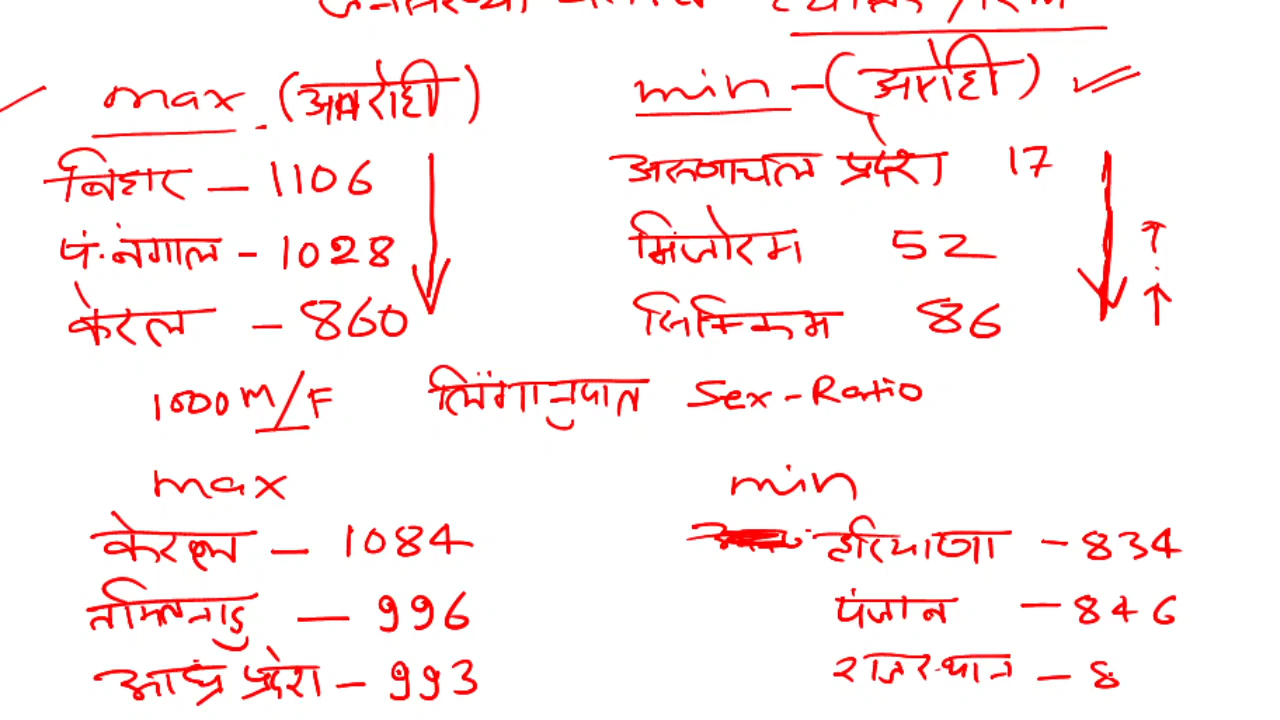 max (अवरोही) min - (आरोही)
बिहार - 1106 अरुणाचल प्रदेश 17
पं. बंगाल - 1028 मिजोरम 52
केरल - 860 सिक्किम 86
1000 M/F लिंगानुपात Sex-Ratio
max min
केरल - 1084 हरियाणा - 834
तमिलनाडु - 996 पंजाब - 846
आंध्र प्रदेश - 993 राजस्थान - 8